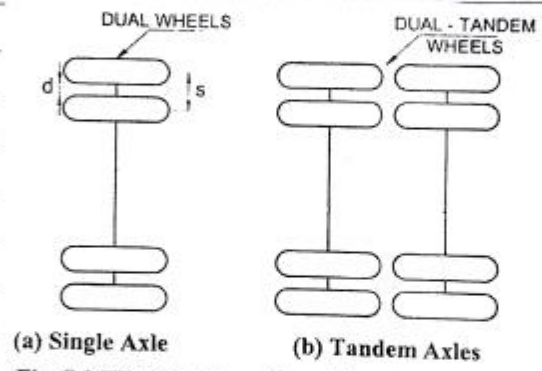 DUAL WHEELS
DUAL - TANDEM
WHEELS
d
s
(a) Single Axle
(b) Tandem Axles